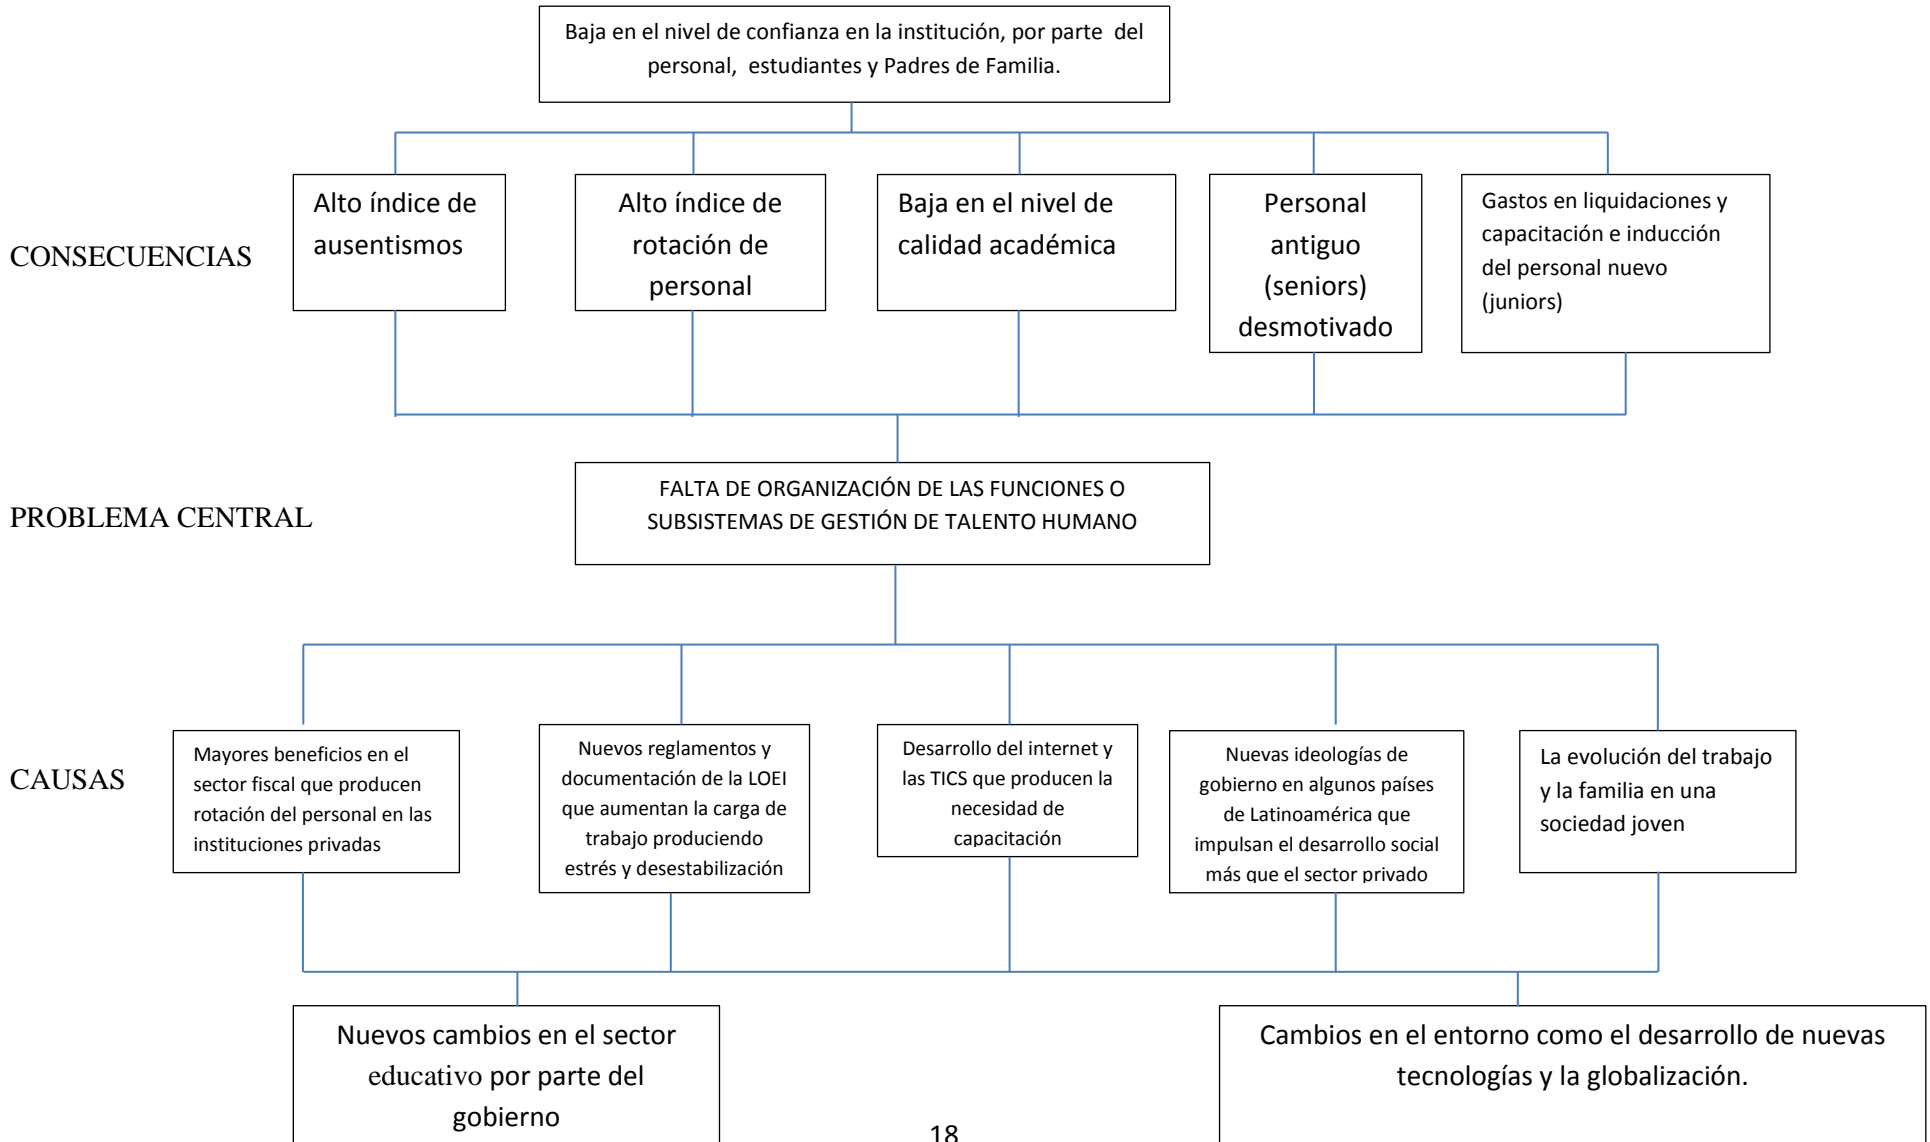 Baja en el nivel de confianza en la institución, por parte del
personal, estudiantes y Padres de Familia.
CONSECUENCIAS
Alto índice de
ausentismos
Alto índice de
rotación de
personal
Baja en el nivel de
calidad académica
Personal
antiguo
(seniors)
desmotivado
Gastos en liquidaciones y
capacitación e inducción
del personal nuevo
(juniors)
PROBLEMA CENTRAL
FALTA DE ORGANIZACIÓN DE LAS FUNCIONES O
SUBSISTEMAS DE GESTIÓN DE TALENTO HUMANO
CAUSAS
Mayores beneficios en el
sector fiscal que producen
rotación del personal en las
instituciones privadas
Nuevos reglamentos y
documentación de la LOEI
que aumentan la carga de
trabajo produciendo
estrés y desestabilización
Desarrollo del internet y
las TICS que producen la
necesidad de
capacitación
Nuevas ideologías de
gobierno en algunos países
de Latinoamérica que
impulsan el desarrollo social
más que el sector privado
La evolución del trabajo
y la familia en una
sociedad joven
Nuevos cambios en el sector
educativo por parte del
gobierno
Cambios en el entorno como el desarrollo de nuevas
tecnologías y la globalización.
18